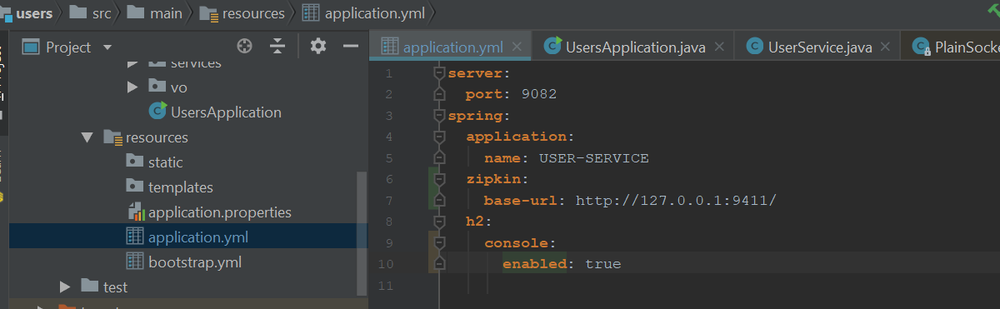 users src main resources application.yml
Project
application.yml UsersApplication.java UserService.java PlainSocke
services
vo
UsersApplication
resources
static
templates
application.properties
application.yml
bootstrap.yml
test
1 server:
2 port: 9082
3 spring:
4 application:
5 name: USER-SERVICE
6 zipkin:
7 base-url: http://127.0.0.1:9411/
8 h2:
9 console:
10 enabled: true
11